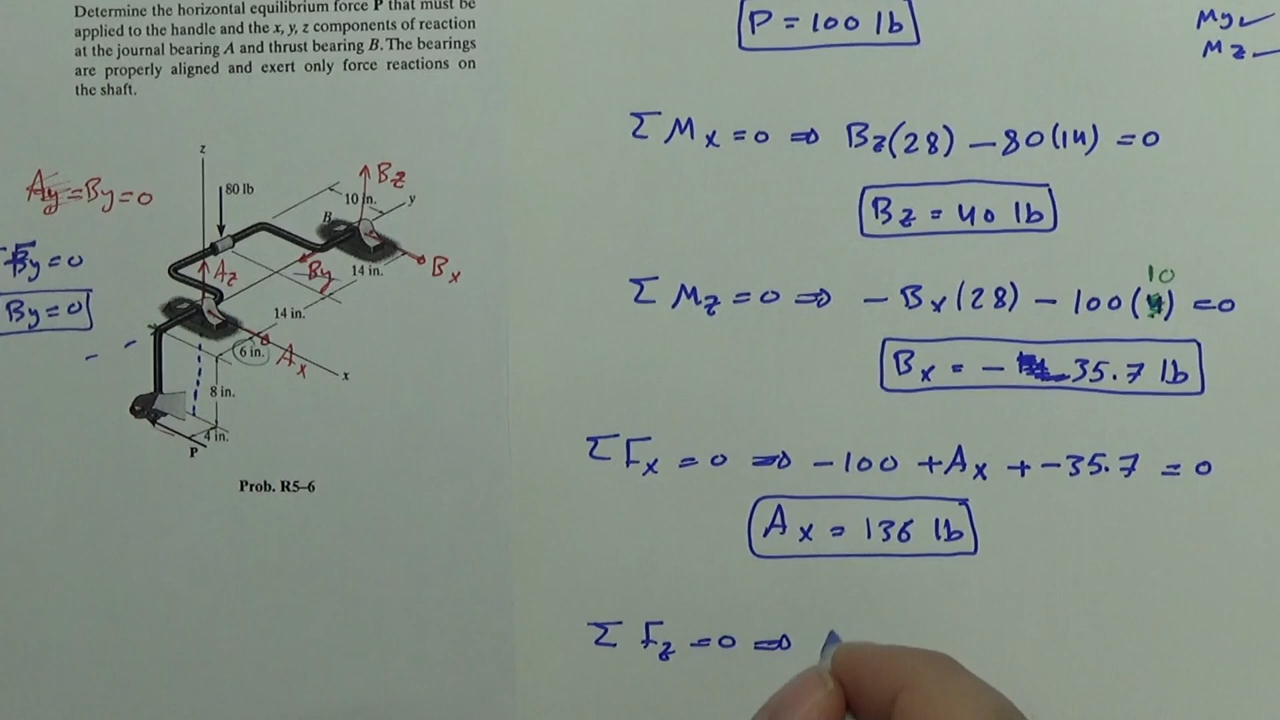 Determine the horizontal equilibrium force P that must be
applied to the handle and the x, y, z components of reaction
at the journal bearing A and thrust bearing B. The bearings
are properly aligned and exert only force reactions on
the shaft.
Ay=By=0
By=0
By=0
z
80 lb
Bz
10 in.
y
B
Az
By
14 in.
Bx
14 in.
6 in.
Ax
x
8 in.
4 in.
P
Prob. R5–6
P = 100 lb
My✓
Mz✓
ΣMx=0 ⇒ Bz(28) – 80(14) =0
Bz = 40 lb
ΣMz=0 ⇒ – Bx(28) – 100( ) =0
10
Bx = – 35.7 lb
ΣFx =0 ⇒ –100 +Ax + –35.7 = 0
Ax = 136 lb
ΣFz =0 ⇒